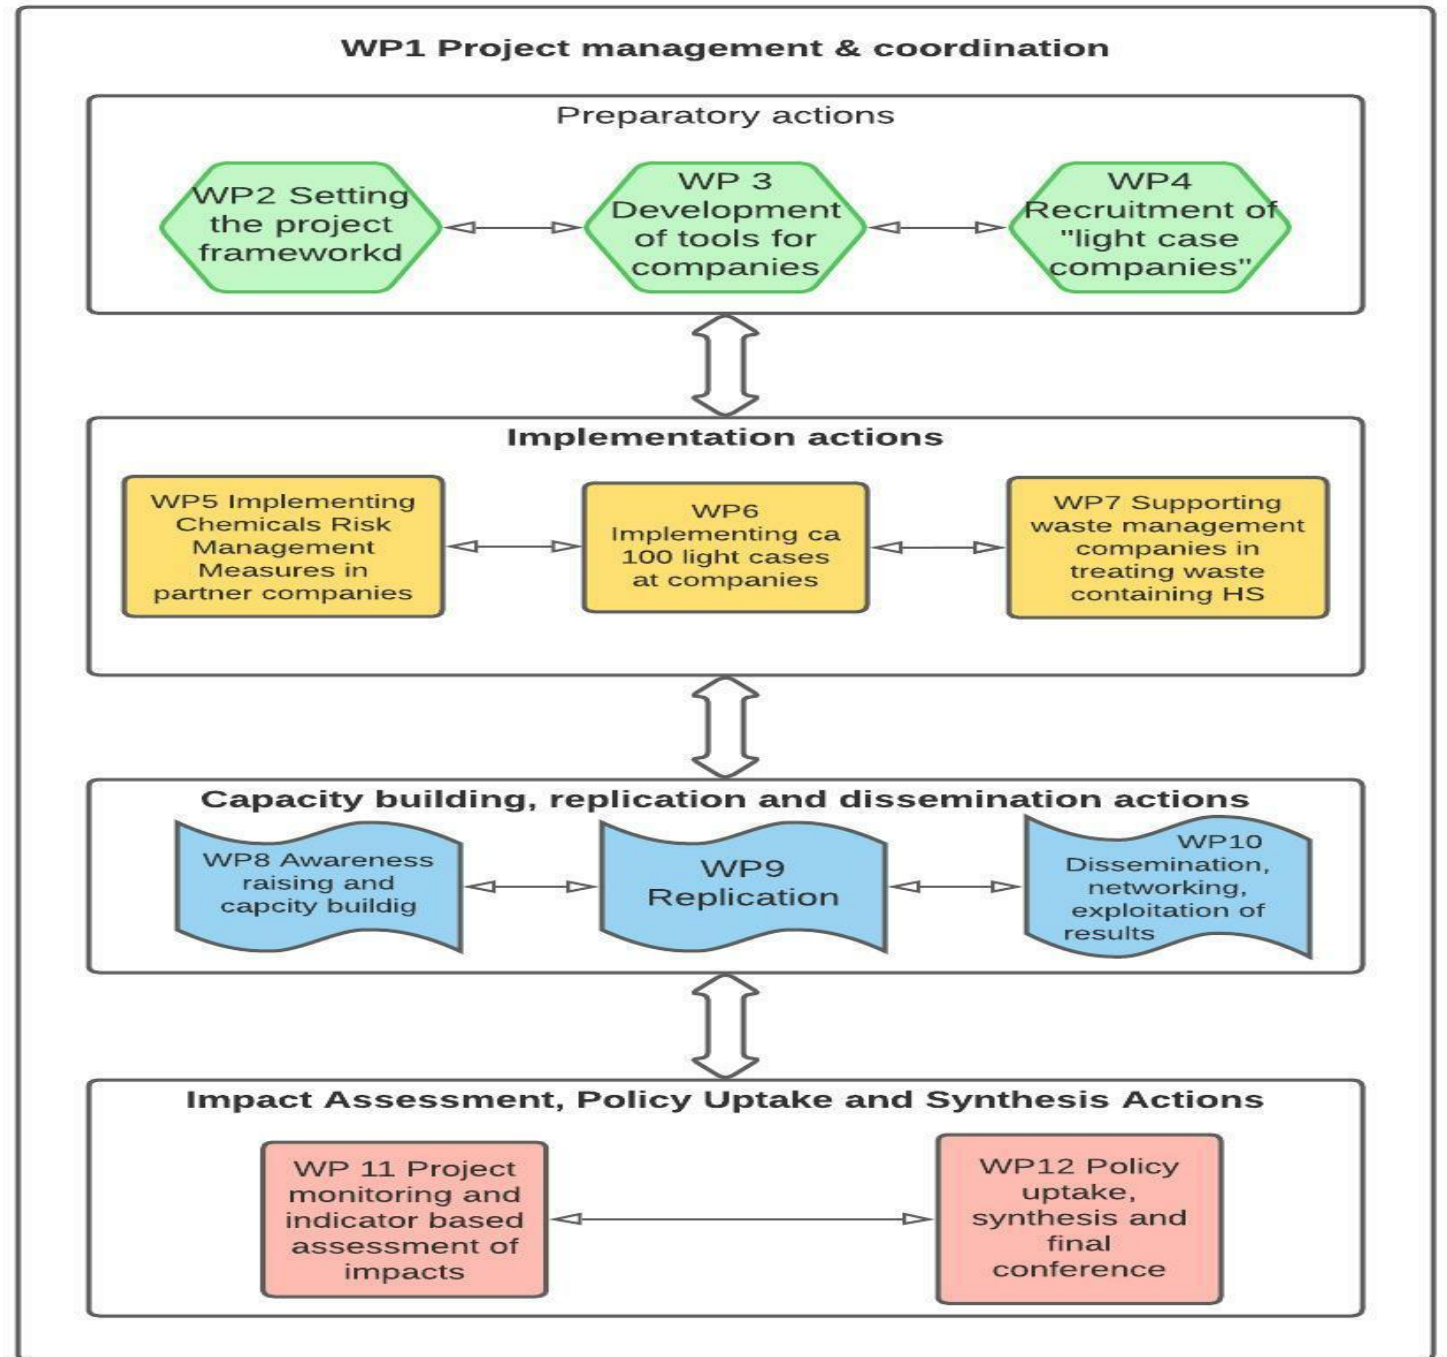 WP1 Project management & coordination
Preparatory actions
WP2 Setting
the project
frameworkd
WP 3
Development
of tools for
companies
WP4
Recruitment of
"light case
companies"
Implementation actions
WP5 Implementing
Chemicals Risk
Management
Measures in
partner companies
WP6
Implementing ca
100 light cases
at companies
WP7 Supporting
waste management
companies in
treating waste
containing HS
Capacity building, replication and dissemination actions
WP8 Awareness
raising and
capcity buildig
WP9
Replication
WP10
Dissemination,
networking,
exploitation of
results
Impact Assessment, Policy Uptake and Synthesis Actions
WP 11 Project
monitoring and
indicator based
assessment of
impacts
WP12 Policy
uptake,
synthesis and
final
conference